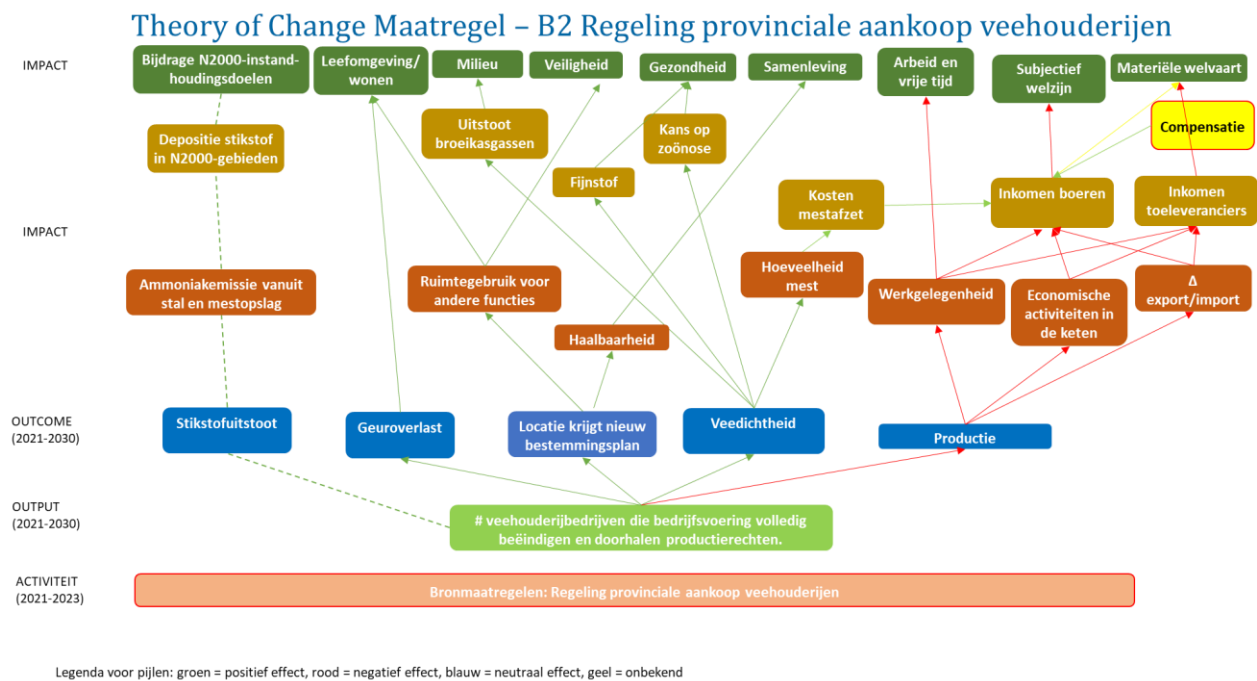 Theory of Change Maatregel – B2 Regeling provinciale aankoop veehouderijen
IMPACT
Bijdrage N2000-instand-
houdingsdoelen
Leefomgeving/
wonen
Milieu
Veiligheid
Gezondheid
Samenleving
Arbeid en
vrije tijd
Subjectief
welzijn
Materiële welvaart
Compensatie
Depositie stikstof
in N2000-gebieden
Uitstoot
broeikasgassen
Kans op
zoönose
Fijnstof
Kosten
mestafzet
Inkomen boeren
Inkomen
toeleveranciers
IMPACT
Ammoniakemissie vanuit
stal en mestopslag
Ruimtegebruik voor
andere functies
Hoeveelheid
mest
Werkgelegenheid
Economische
activiteiten in
de keten
Δ
export/import
Haalbaarheid
OUTCOME
(2021-2030)
Stikstofuitstoot
Geuroverlast
Locatie krijgt nieuw
bestemmingsplan
Veedichtheid
Productie
OUTPUT
(2021-2030)
# veehouderijbedrijven die bedrijfsvoering volledig
beëindigen en doorhalen productierechten.
ACTIVITEIT
(2021-2023)
Bronmaatregelen: Regeling provinciale aankoop veehouderijen
Legenda voor pijlen: groen = positief effect, rood = negatief effect, blauw = neutraal effect, geel = onbekend